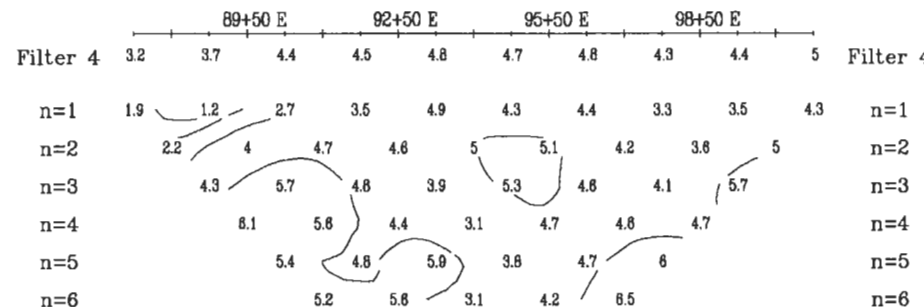 89+50 E 92+50 E 95+50 E 98+50 E
Filter 4 3.2 3.7 4.4 4.5 4.8 4.7 4.8 4.3 4.4 5 Filter 4
n=1 1.9 1.2 2.7 3.5 4.9 4.3 4.4 3.3 3.5 4.3 n=1
n=2 2.2 4 4.7 4.6 5 5.1 4.2 3.6 5 n=2
n=3 4.3 5.7 4.8 3.9 5.3 4.6 4.1 5.7 n=3
n=4 6.1 5.6 4.4 3.1 4.7 4.6 4.7 n=4
n=5 5.4 4.8 5.9 3.6 4.7 6 n=5
n=6 5.2 5.6 3.1 4.2 6.5 n=6